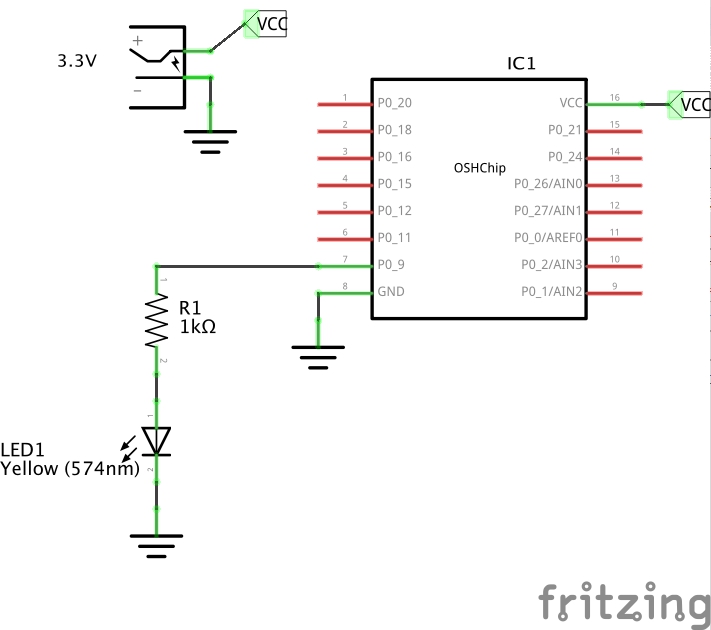 VCC
+
3.3V
-
IC1
OSHChip
1 P0_20
2 P0_18
3 P0_16
4 P0_15
5 P0_12
6 P0_11
7 P0_9
8 GND
VCC 16
VCC
P0_21 15
P0_24 14
P0_26/AIN0 13
P0_27/AIN1 12
P0_0/AREF0 11
P0_2/AIN3 10
P0_1/AIN2 9
1
R1
1kΩ
2
1
LED1
Yellow (574nm)
2
fritzing